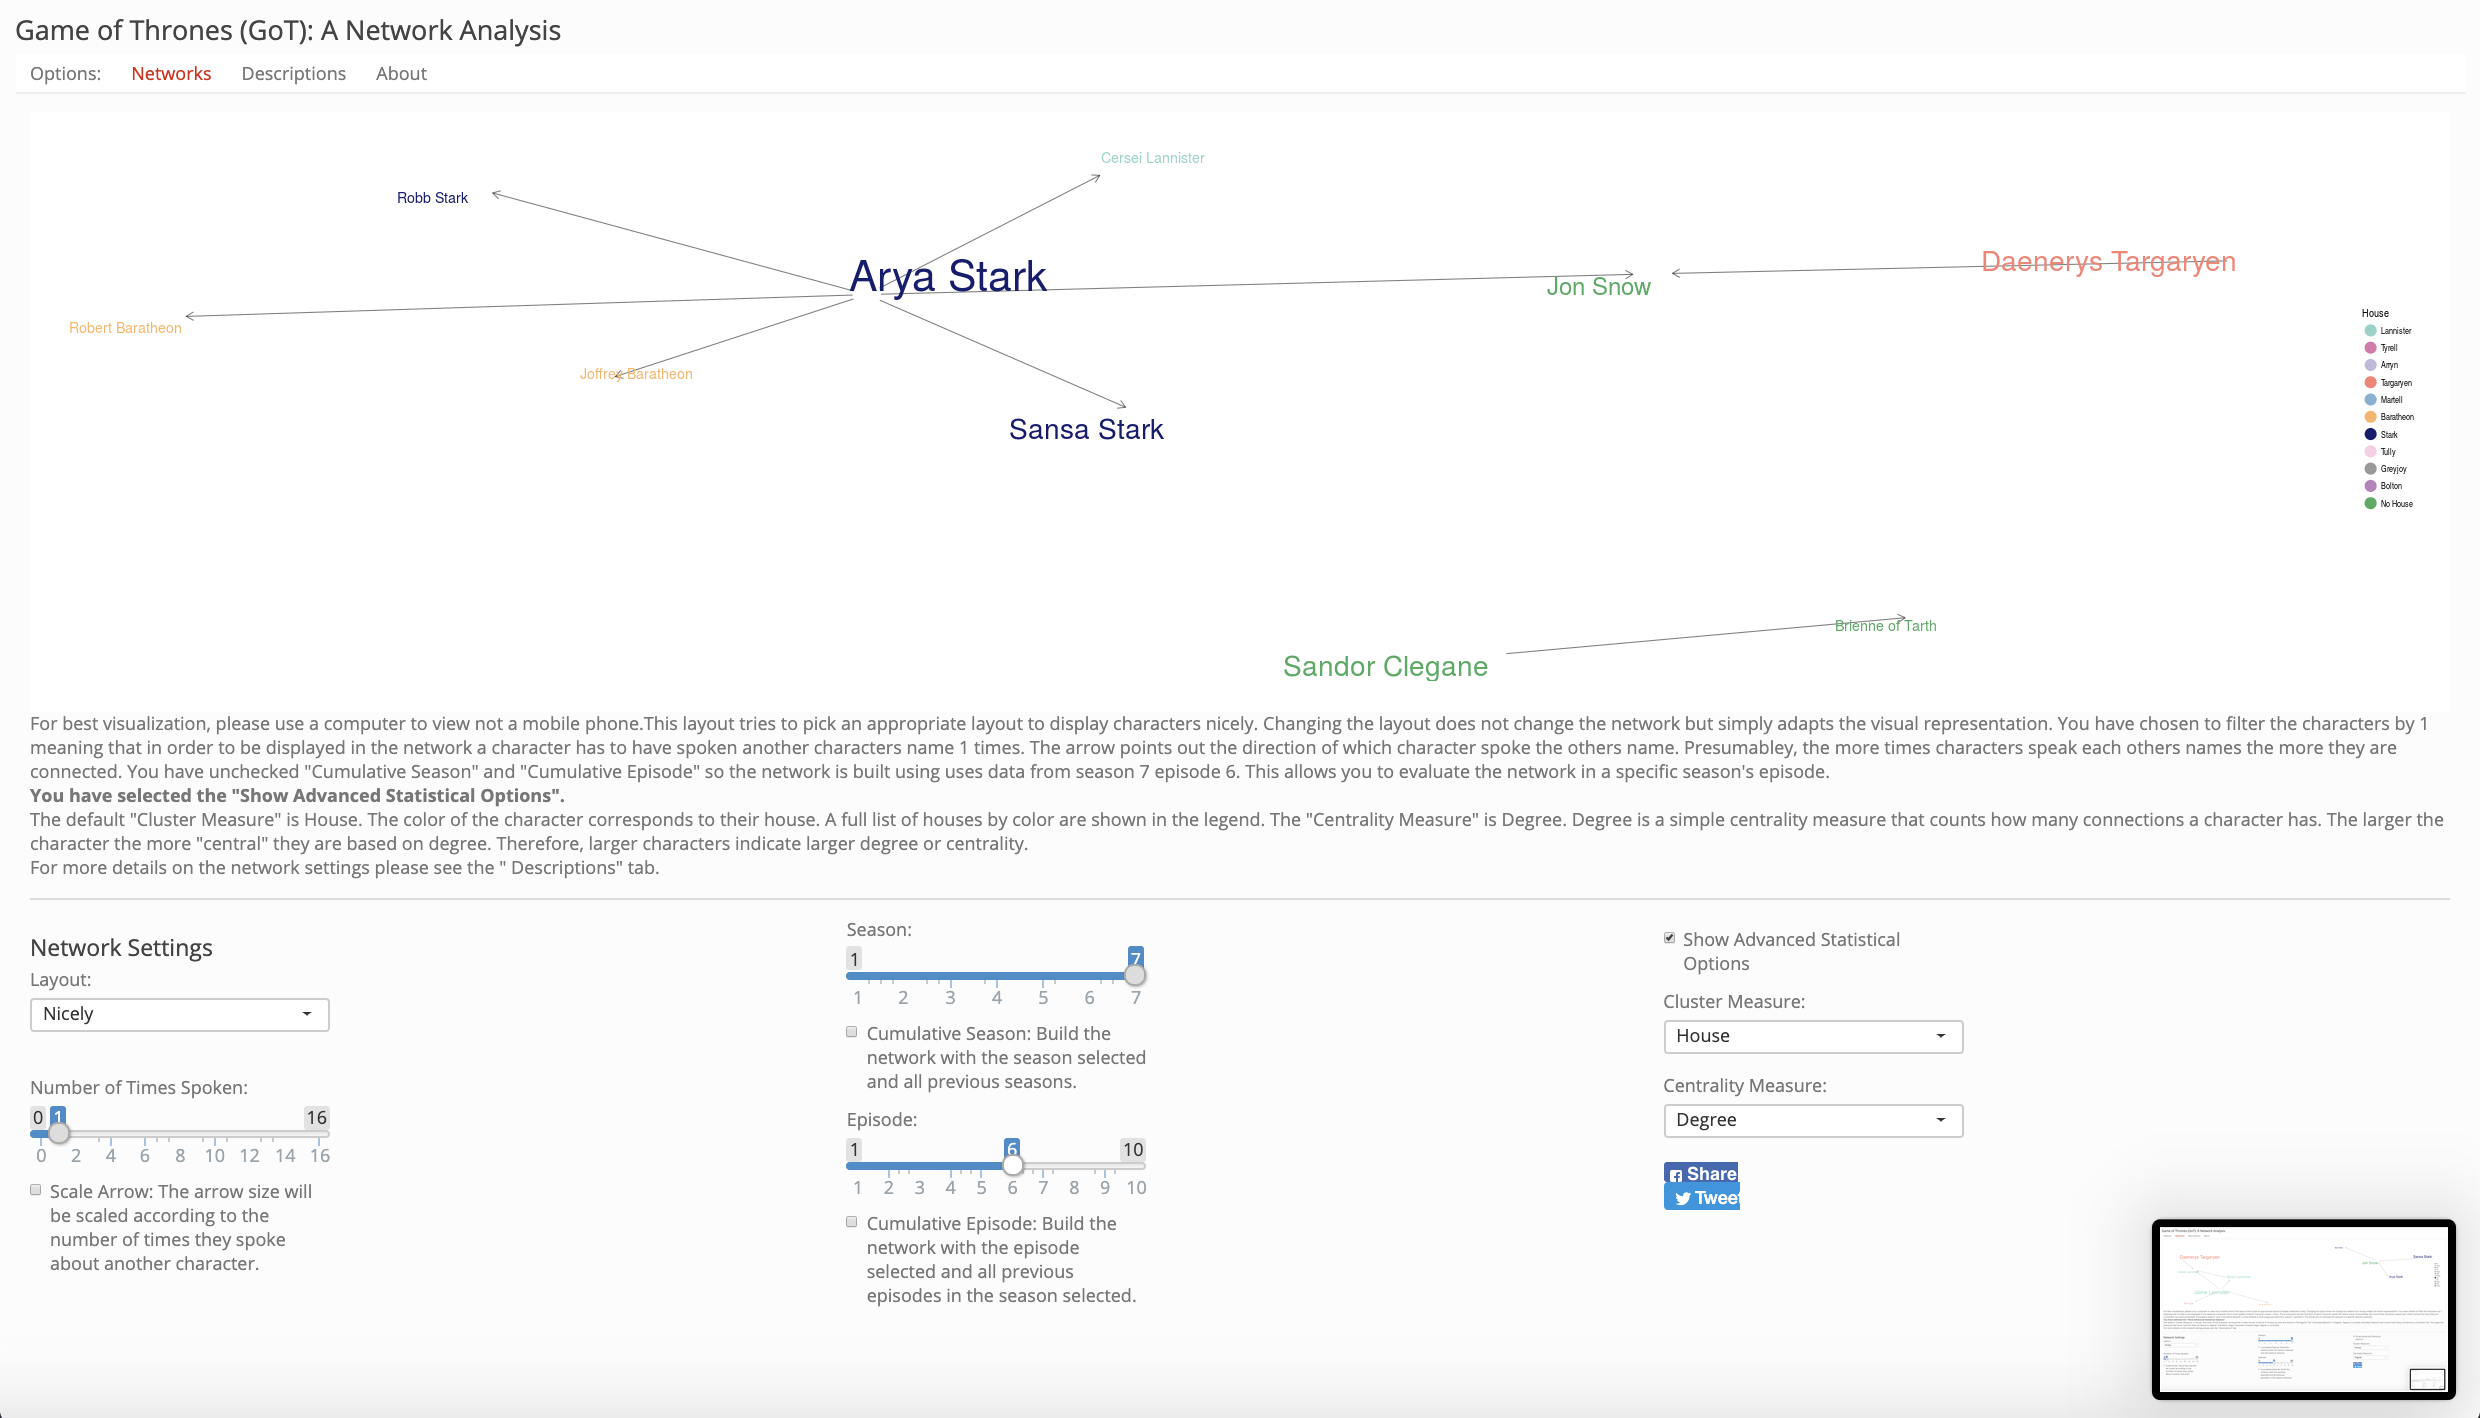 Game of Thrones (GoT): A Network Analysis
Options: Networks Descriptions About
Cersei Lannister
Robb Stark
Arya Stark
Daenerys Targaryen
Jon Snow
Robert Baratheon
Joffrey Baratheon
Sansa Stark
House
Lannister
Tyrell
Arryn
Targaryen
Martell
Baratheon
Stark
Tully
Greyjoy
Bolton
No House
Brienne of Tarth
Sandor Clegane
For best visualization, please use a computer to view not a mobile phone.This layout tries to pick an appropriate layout to display characters nicely. Changing the layout does not change the network but simply adapts the visual representation. You have chosen to filter the characters by 1
meaning that in order to be displayed in the network a character has to have spoken another characters name 1 times. The arrow points out the direction of which character spoke the others name. Presumabley, the more times characters speak each others names the more they are
connected. You have unchecked "Cumulative Season" and "Cumulative Episode" so the network is built using uses data from season 7 episode 6. This allows you to evaluate the network in a specific season's episode.
You have selected the "Show Advanced Statistical Options".
The default "Cluster Measure" is House. The color of the character corresponds to their house. A full list of houses by color are shown in the legend. The "Centrality Measure" is Degree. Degree is a simple centrality measure that counts how many connections a character has. The larger the
character the more "central" they are based on degree. Therefore, larger characters indicate larger degree or centrality.
For more details on the network settings please see the " Descriptions" tab.
Network Settings
Layout:
Nicely
Number of Times Spoken:
0 1 16
0 2 4 6 8 10 12 14 16
Scale Arrow: The arrow size will
be scaled according to the
number of times they spoke
about another character.
Season:
1 7
1 2 3 4 5 6 7
Cumulative Season: Build the
network with the season selected
and all previous seasons.
Episode:
1 6 10
1 2 3 4 5 6 7 8 9 10
Cumulative Episode: Build the
network with the episode
selected and all previous
episodes in the season selected.
Show Advanced Statistical
Options
Cluster Measure:
House
Centrality Measure:
Degree
Share
Tweet